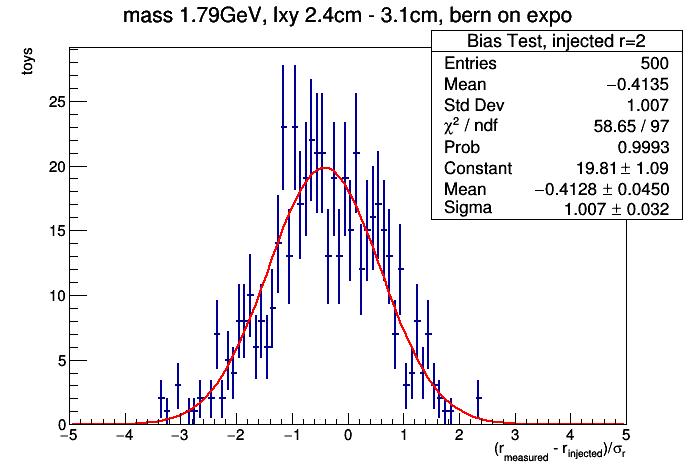 mass 1.79GeV, lxy 2.4cm - 3.1cm, bern on expo
toys
Bias Test, injected r=2
Entries 500
Mean −0.4135
Std Dev 1.007
χ² / ndf 58.65 / 97
Prob 0.9993
Constant 19.81 ± 1.09
Mean −0.4128 ± 0.0450
Sigma 1.007 ± 0.032
25
20
15
10
5
0
−5 −4 −3 −2 −1 0 1 2 3 4 5
(r_measured - r_injected)/σ_r